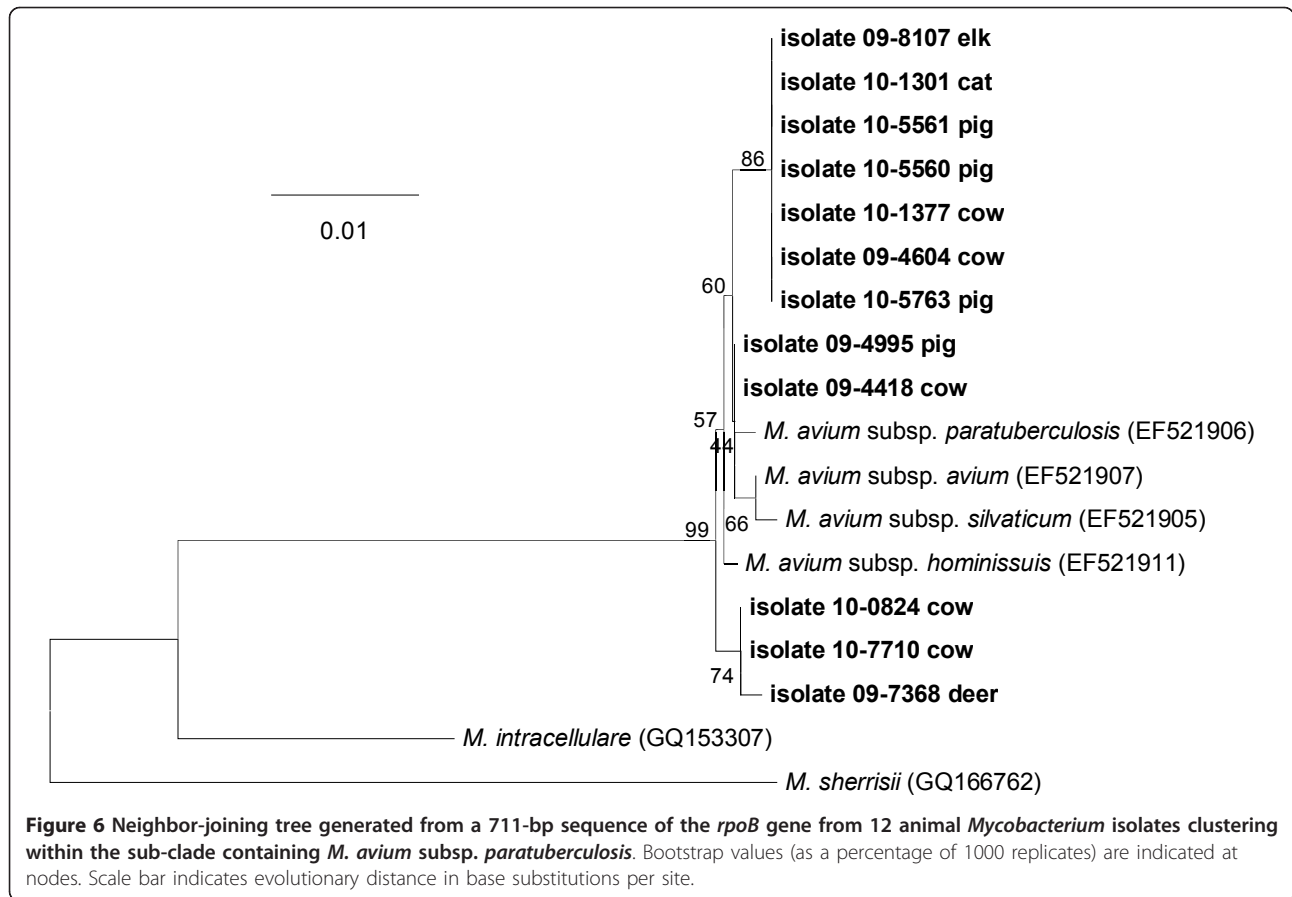 isolate 09-8107 elk
isolate 10-1301 cat
isolate 10-5561 pig
86
isolate 10-5560 pig
isolate 10-1377 cow
0.01
isolate 09-4604 cow
60
isolate 10-5763 pig
isolate 09-4995 pig
isolate 09-4418 cow
57
44
M. avium subsp. paratuberculosis (EF521906)
M. avium subsp. avium (EF521907)
66
M. avium subsp. silvaticum (EF521905)
99
M. avium subsp. hominissuis (EF521911)
isolate 10-0824 cow
isolate 10-7710 cow
74
isolate 09-7368 deer
M. intracellulare (GQ153307)
M. sherrisii (GQ166762)
Figure 6 Neighbor-joining tree generated from a 711-bp sequence of the rpoB gene from 12 animal Mycobacterium isolates clustering
within the sub-clade containing M. avium subsp. paratuberculosis. Bootstrap values (as a percentage of 1000 replicates) are indicated at
nodes. Scale bar indicates evolutionary distance in base substitutions per site.